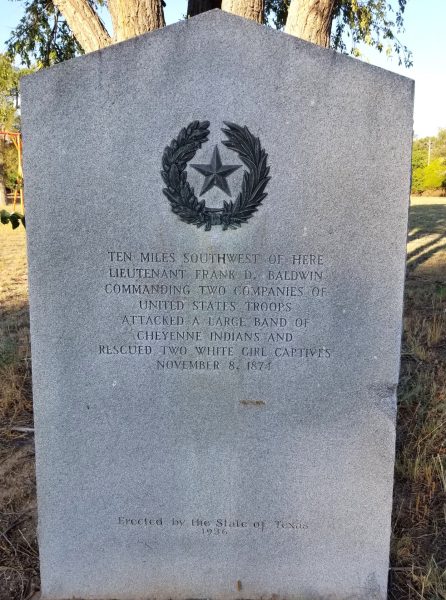 TEN MILES SOUTHWEST OF HERE
LIEUTENANT FRANK D. BALDWIN
COMMANDING TWO COMPANIES OF
UNITED STATES TROOPS
ATTACKED A LARGE BAND OF
CHEYENNE INDIANS AND
RESCUED TWO WHITE GIRL CAPTIVES
NOVEMBER 8, 1874
Erected by the State of Texas
1936